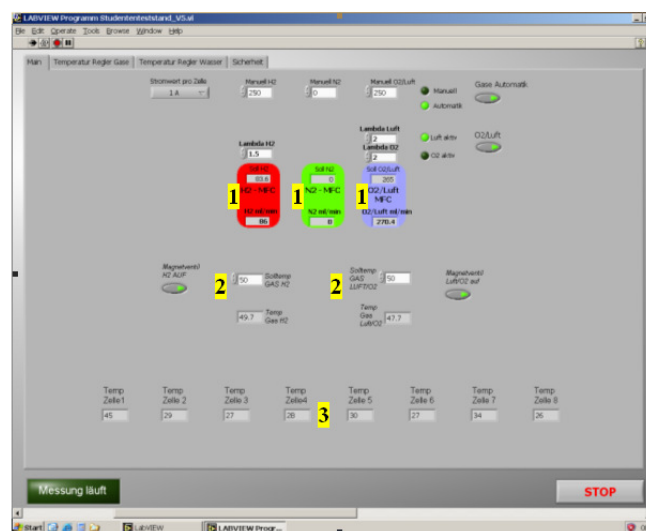 LABVIEW Programm Studententeststand_V5.vi
File Edit Operate Tools Browse Window Help
Main Temperatur Regler Gase Temperatur Regler Wasser Sicherheit
Stromwert pro Zelle Manuell H2 Manuell N2 Manuell O2/Luft Gase Automatik
1 A 250 0 250 Manuell
Automatik
Lambda H2 Lambda Luft Luft aktiv O2/Luft
1.5 2
Lambda O2
2 O2 aktiv
Soll H2 Soll N2 Soll O2/Luft
83.6 0 265
1 H2 - MFC 1 N2 - MFC 1 O2/Luft
MFC
H2 ml/min N2 ml/min O2/Luft ml/min
86 0 270.4
Magnetventil
H2 AUF
2 50 Solltemp
GAS H2
2 Solltemp
GAS
LUFT/O2 50
Magnetventil
Luft/O2 auf
49.7 Temp
Gas H2
Temp
Gas
Luft/O2 47.7
Temp Temp Temp Temp Temp Temp Temp Temp
Zelle1 Zelle 2 Zelle 3 Zelle4 Zelle 5 Zelle 6 Zelle 7 Zelle 8
45 29 27 28 3 30 27 34 26
Messung läuft STOP
Start LabVIEW LABVIEW Progr...